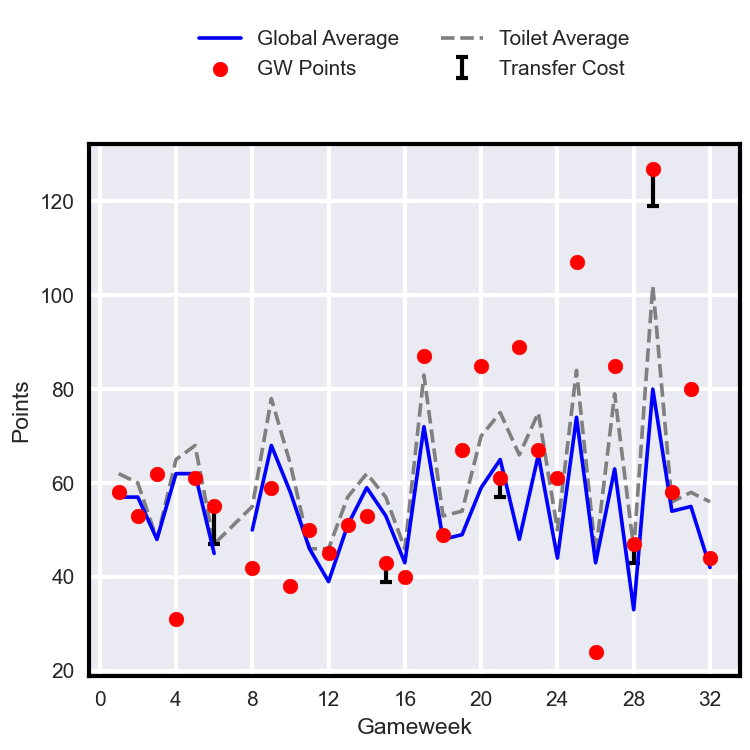 Global Average
Toilet Average
GW Points
Transfer Cost
120
100
80
60
40
20
Points
0 4 8 12 16 20 24 28 32
Gameweek